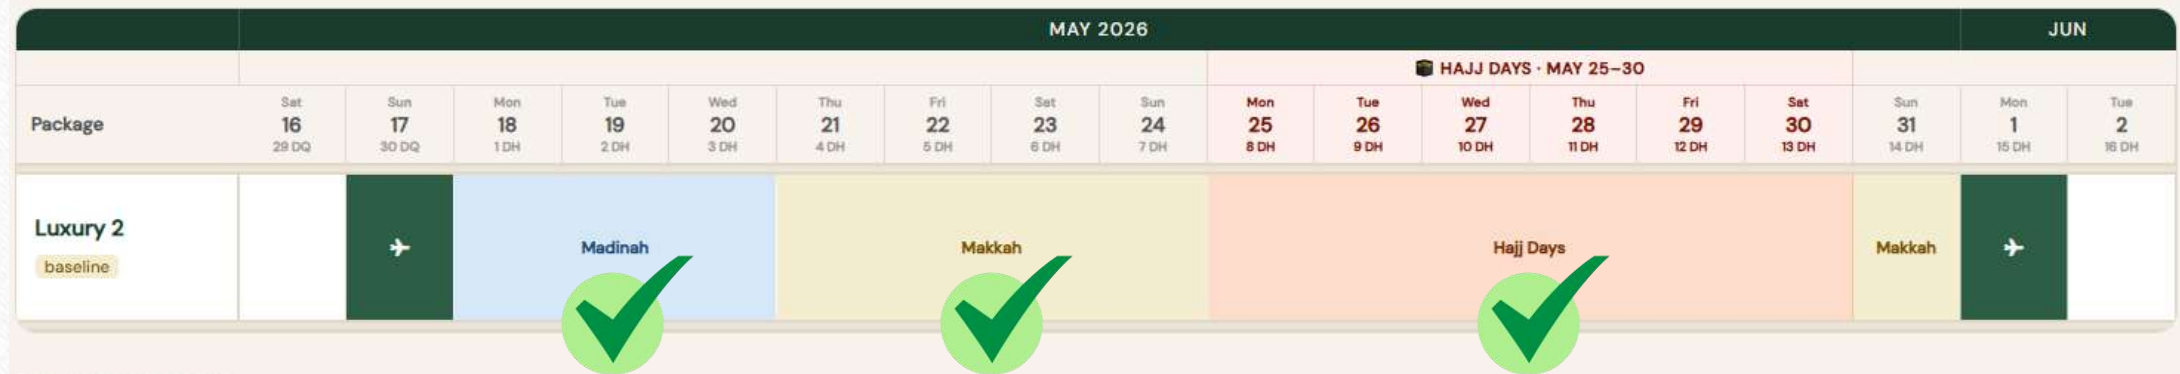 MAY 2026 JUN
HAJJ DAYS · MAY 25–30
Sat Sun Mon Tue Wed Thu Fri Sat Sun Mon Tue Wed Thu Fri Sat Sun Mon Tue
Package 16 17 18 19 20 21 22 23 24 25 26 27 28 29 30 31 1 2
29 DQ 30 DQ 1 DH 2 DH 3 DH 4 DH 5 DH 6 DH 7 DH 8 DH 9 DH 10 DH 11 DH 12 DH 13 DH 14 DH 15 DH 16 DH
Luxury 2
Madinah Makkah Hajj Days Makkah
baseline